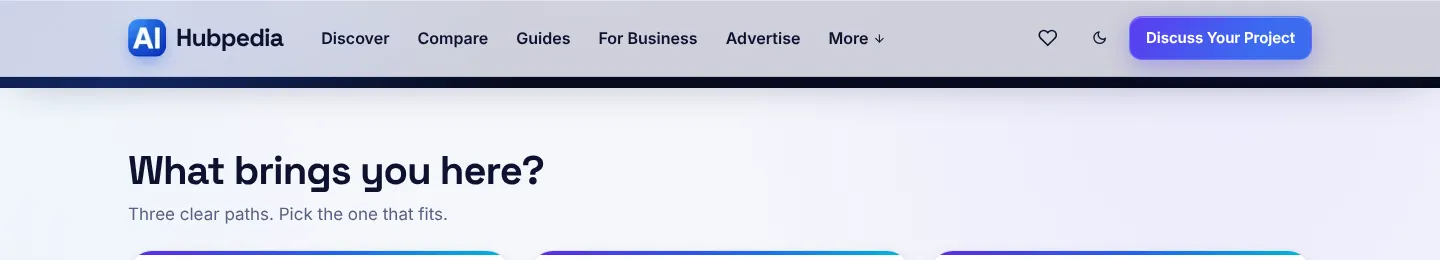 AI Hubpedia Discover Compare Guides For Business Advertise More ↓ Discuss Your Project
What brings you here?
Three clear paths. Pick the one that fits.